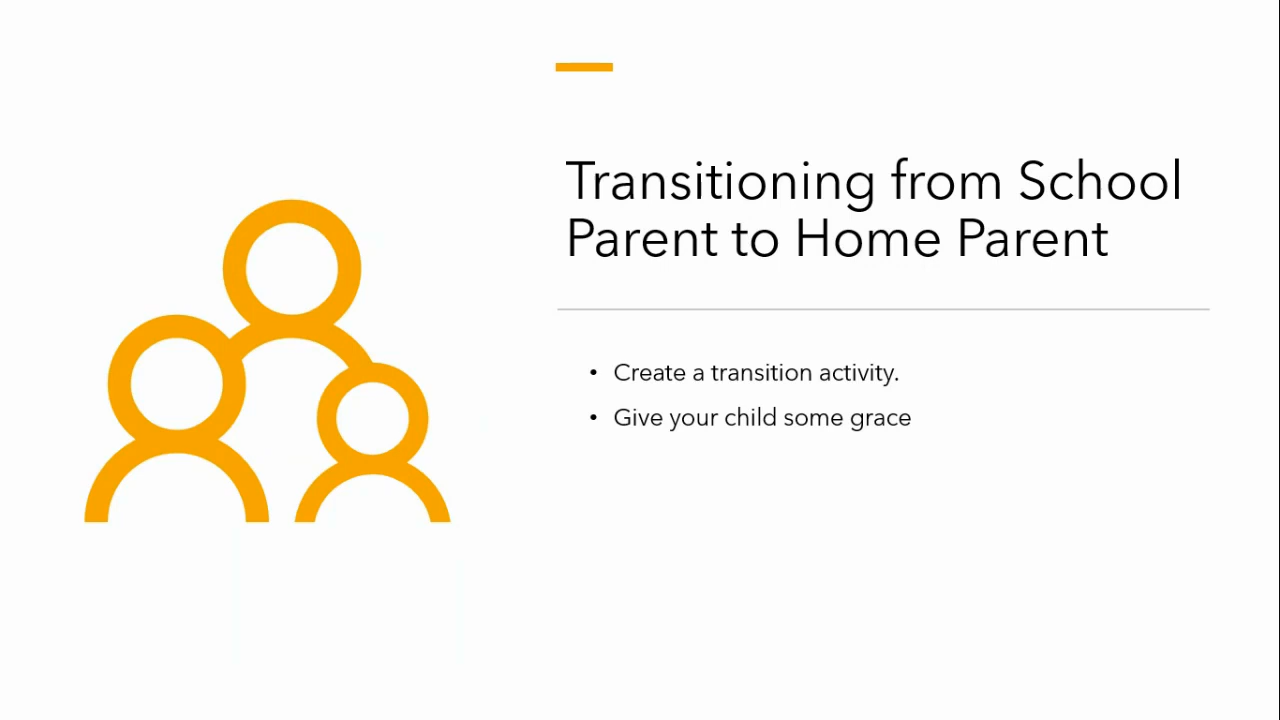 Transitioning from School
Parent to Home Parent
• Create a transition activity.
• Give your child some grace